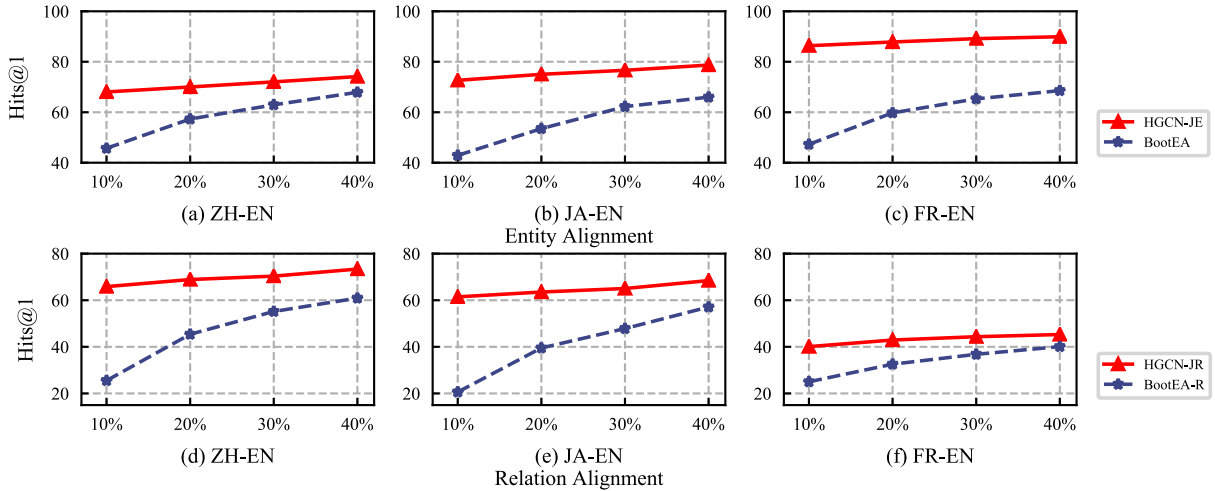 100
80
60
40
Hits@1
10% 20% 30% 40%
(a) ZH-EN
100
80
60
40
10% 20% 30% 40%
(b) JA-EN
Entity Alignment
100
80
60
40
10% 20% 30% 40%
(c) FR-EN
HGCN-JE
BootEA
80
60
40
20
Hits@1
10% 20% 30% 40%
(d) ZH-EN
80
60
40
20
10% 20% 30% 40%
(e) JA-EN
Relation Alignment
80
60
40
20
10% 20% 30% 40%
(f) FR-EN
HGCN-JR
BootEA-R